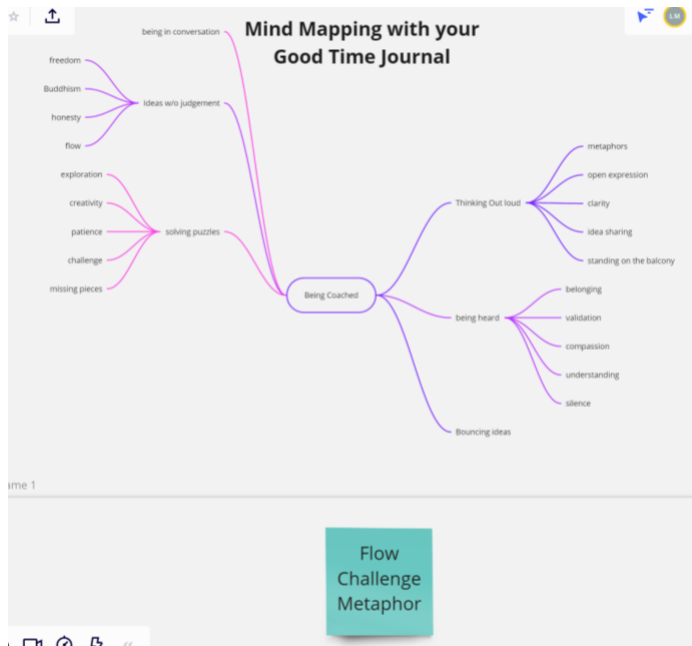 Mind Mapping with your
Good Time Journal
LM
being in conversation
freedom
Buddhism
honesty
flow
Ideas w/o judgement
exploration
creativity
patience
challenge
missing pieces
solving puzzles
Being Coached
Thinking Out loud
metaphors
open expression
clarity
idea sharing
standing on the balcony
being heard
belonging
validation
compassion
understanding
silence
Bouncing ideas
ame 1
Flow
Challenge
Metaphor